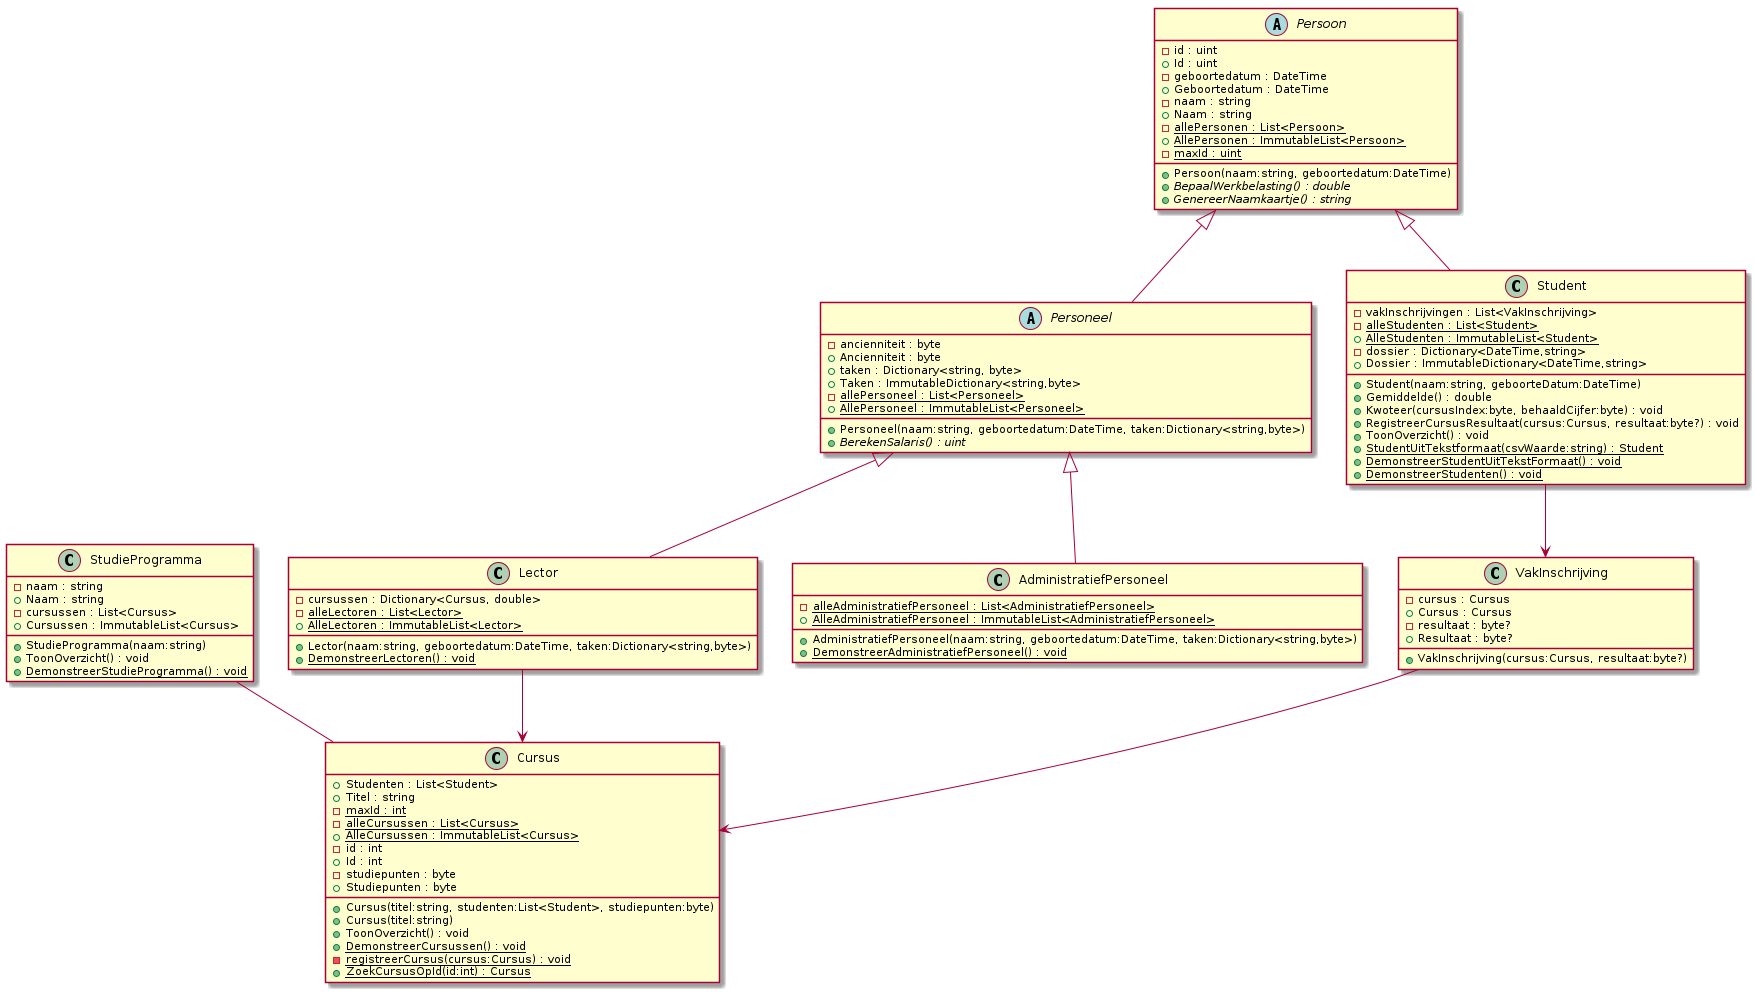 A Persoon
id : uint
Id : uint
geboortedatum : DateTime
Geboortedatum : DateTime
naam : string
Naam : string
allePersonen : List<Persoon>
AllePersonen : ImmutableList<Persoon>
maxId : uint
Persoon(naam:string, geboortedatum:DateTime)
BepaalWerkbelasting() : double
GenereerNaamkaartje() : string
A Personeel
ancienniteit : byte
Ancienniteit : byte
taken : Dictionary<string, byte>
Taken : ImmutableDictionary<string,byte>
allePersoneel : List<Personeel>
AllePersoneel : ImmutableList<Personeel>
Personeel(naam:string, geboortedatum:DateTime, taken:Dictionary<string,byte>)
BerekenSalaris() : uint
C Student
vakInschrijvingen : List<VakInschrijving>
alleStudenten : List<Student>
AlleStudenten : ImmutableList<Student>
dossier : Dictionary<DateTime,string>
Dossier : ImmutableDictionary<DateTime,string>
Student(naam:string, geboorteDatum:DateTime)
Gemiddelde() : double
Kwoteer(cursusIndex:byte, behaaldCijfer:byte) : void
RegistreerCursusResultaat(cursus:Cursus, resultaat:byte?) : void
ToonOverzicht() : void
StudentUitTekstformaat(csvWaarde:string) : Student
DemonstreerStudentUitTekstFormaat() : void
DemonstreerStudenten() : void
C StudieProgramma
naam : string
Naam : string
cursussen : List<Cursus>
Cursussen : ImmutableList<Cursus>
StudieProgramma(naam:string)
ToonOverzicht() : void
DemonstreerStudieProgramma() : void
C Lector
cursussen : Dictionary<Cursus, double>
alleLectoren : List<Lector>
AlleLectoren : ImmutableList<Lector>
Lector(naam:string, geboortedatum:DateTime, taken:Dictionary<string,byte>)
DemonstreerLectoren() : void
C AdministratiefPersoneel
alleAdministratiefPersoneel : List<AdministratiefPersoneel>
AlleAdministratiefPersoneel : ImmutableList<AdministratiefPersoneel>
AdministratiefPersoneel(naam:string, geboortedatum:DateTime, taken:Dictionary<string,byte>)
DemonstreerAdministratiefPersoneel() : void
C VakInschrijving
cursus : Cursus
Cursus : Cursus
resultaat : byte?
Resultaat : byte?
VakInschrijving(cursus:Cursus, resultaat:byte?)
C Cursus
Studenten : List<Student>
Titel : string
maxId : int
alleCursussen : List<Cursus>
AlleCursussen : ImmutableList<Cursus>
id : int
Id : int
studiepunten : byte
Studiepunten : byte
Cursus(titel:string, studenten:List<Student>, studiepunten:byte)
Cursus(titel:string)
ToonOverzicht() : void
DemonstreerCursussen() : void
registreerCursus(cursus:Cursus) : void
ZoekCursusOpId(id:int) : Cursus